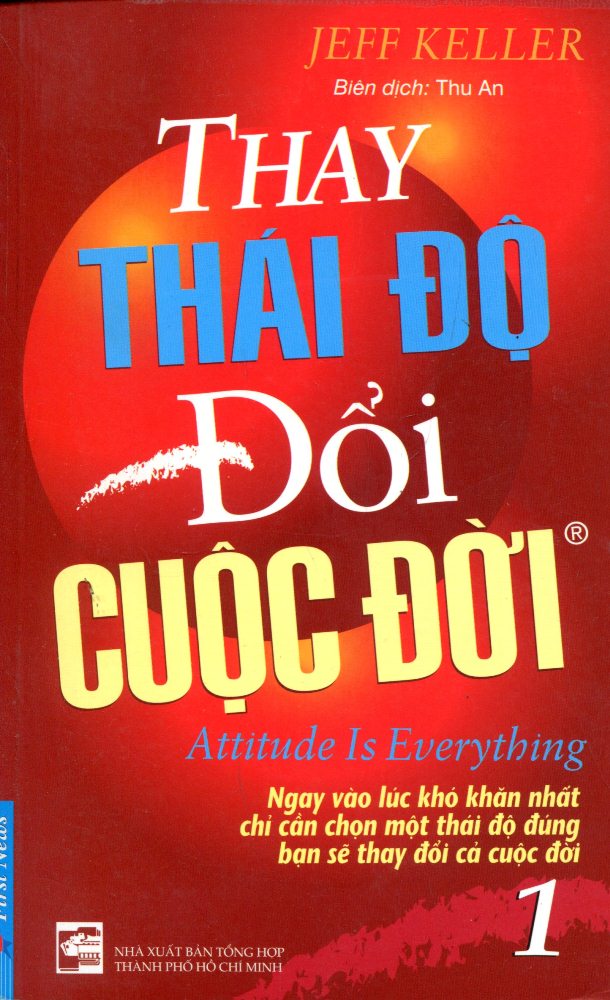 JEFF KELLER
Biên dịch: Thu An
THAY
THÁI ĐỘ
ĐỔI
CUỘC ĐỜI®
Attitude Is Everything
Ngay vào lúc khó khăn nhất
chỉ cần chọn một thái độ đúng
bạn sẽ thay đổi cả cuộc đời
1
First News
NHÀ XUẤT BẢN TỔNG HỢP
THÀNH PHỐ HỒ CHÍ MINH